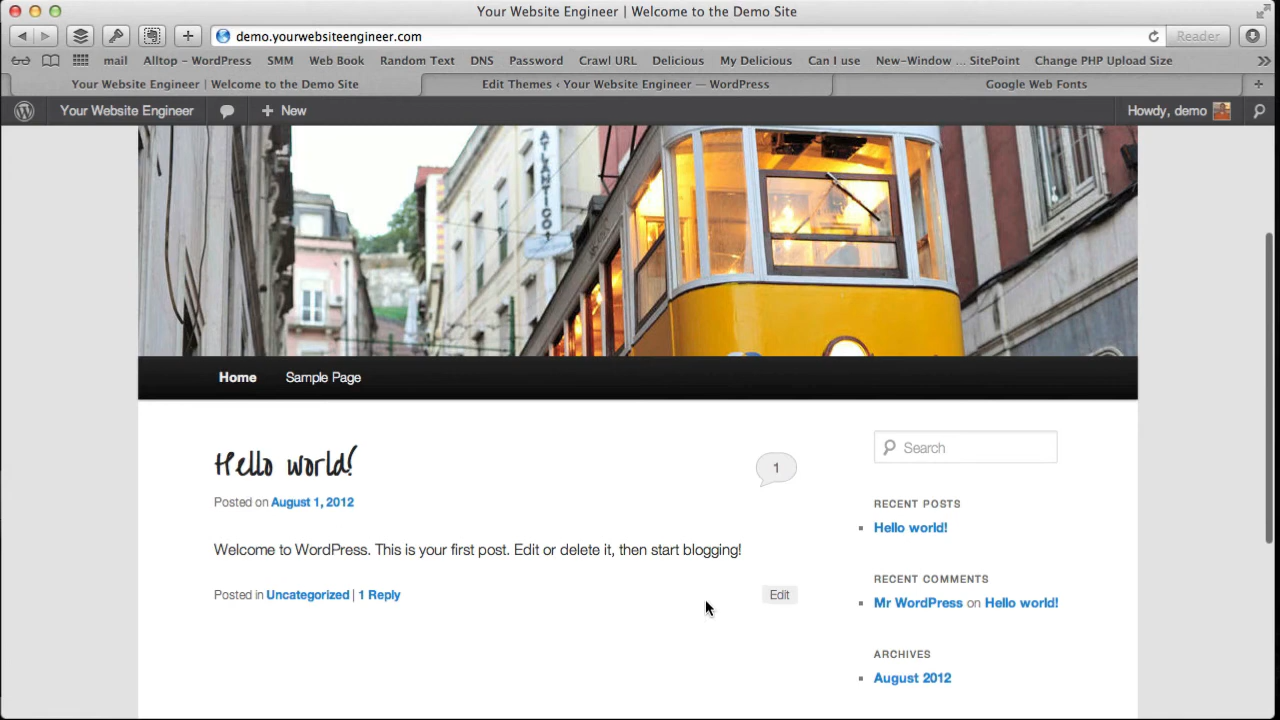 Your Website Engineer | Welcome to the Demo Site
demo.yourwebsiteengineer.com
Reader
mail Alltop – WordPress SMM Web Book Random Text DNS Password Crawl URL Delicious My Delicious Can I use New-Window ... SitePoint Change PHP Upload Size
Your Website Engineer | Welcome to the Demo Site Edit Themes ‹ Your Website Engineer — WordPress Google Web Fonts
Your Website Engineer + New Howdy, demo
ATLANTICO
Home Sample Page
Hello world!
1
Search
Posted on August 1, 2012
RECENT POSTS
Hello world!
Welcome to WordPress. This is your first post. Edit or delete it, then start blogging!
RECENT COMMENTS
Posted in Uncategorized | 1 Reply
Edit
Mr WordPress on Hello world!
ARCHIVES
August 2012